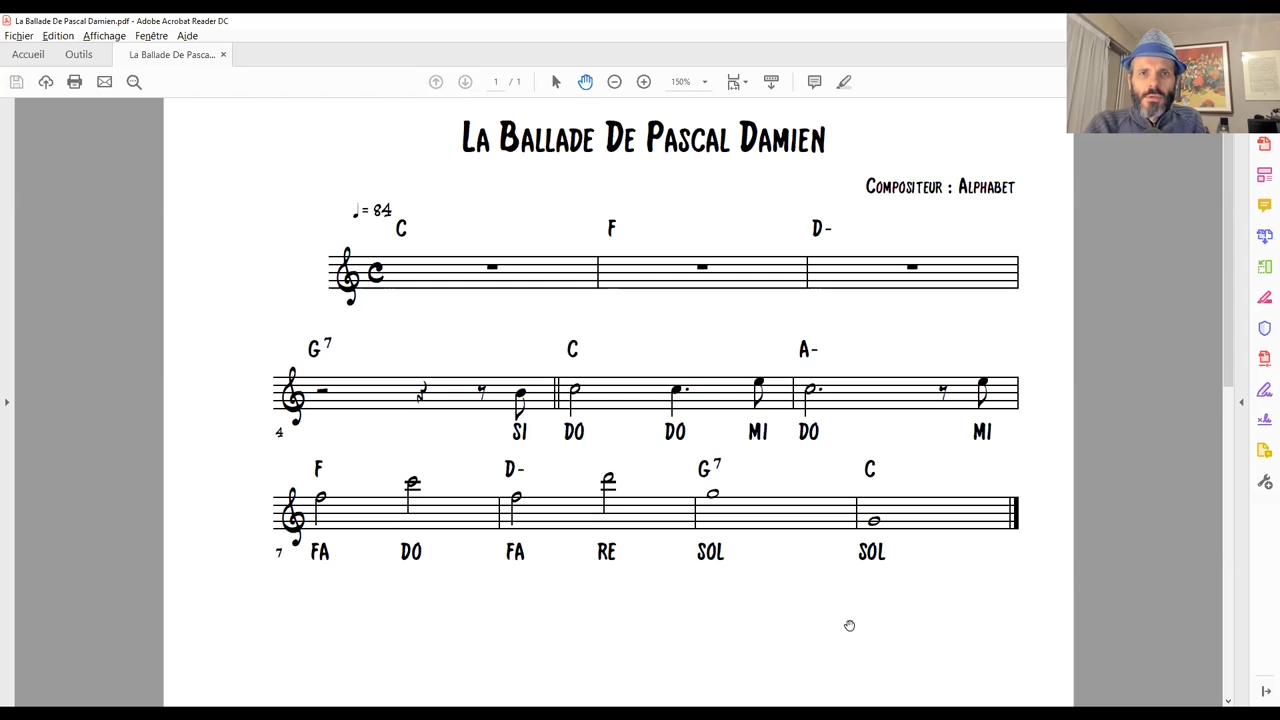 La Ballade De Pascal Damien.pdf - Adobe Acrobat Reader DC
Fichier Edition Affichage Fenêtre Aide
Accueil Outils La Ballade De Pasca... ×
1 / 1 150%
La Ballade De Pascal Damien
Compositeur : Alphabet
♩= 84
C F D-
G7 C A-
4
SI DO DO MI DO MI
F D- G7 C
7
FA DO FA RE SOL SOL